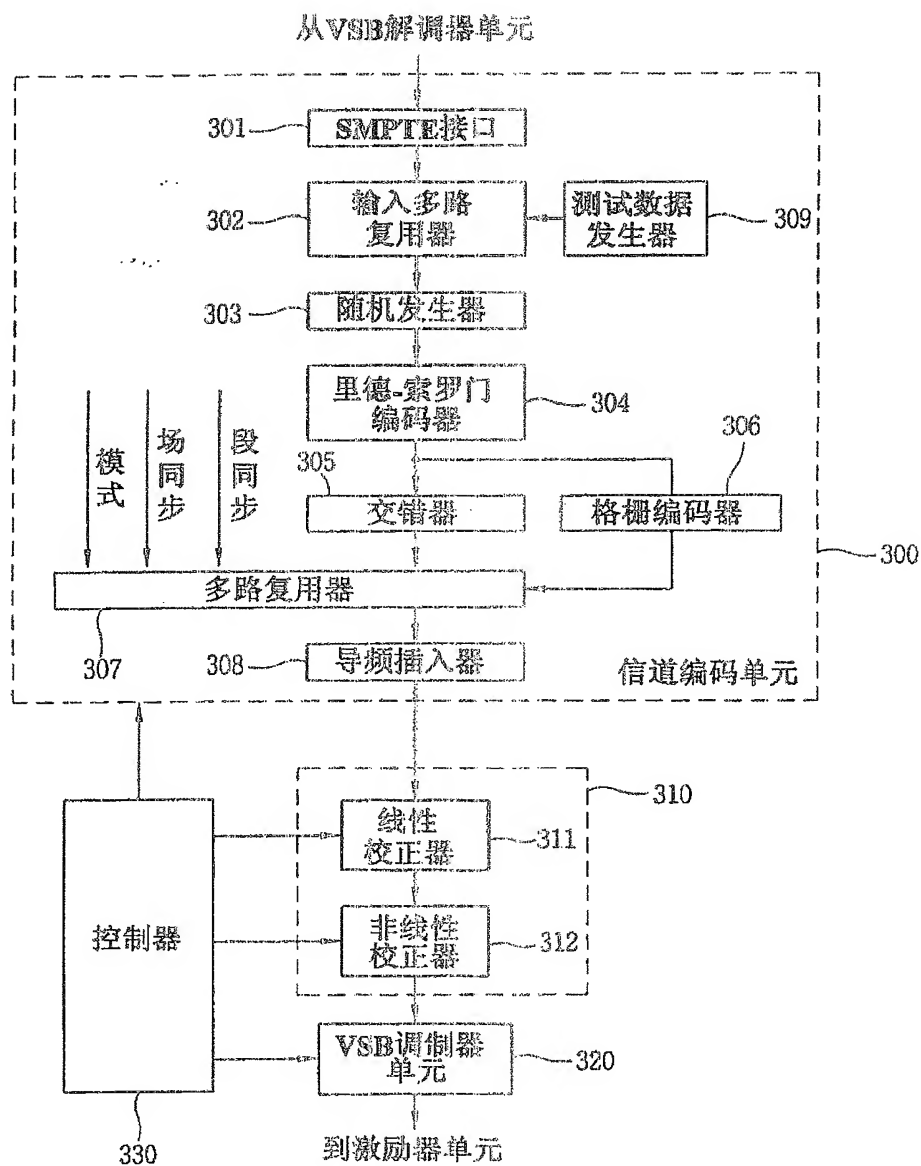 从VSB解调器单元
301
SMPTE接口
302
输入多路
复用器
测试数据
发生器
309
303
随机发生器
里德-索罗门
编码器
304
模式
场同步
段同步
305
交错器
306
格栅编码器
300
多路复用器
307
308
导频插入器
信道编码单元
310
线性
校正器
311
控制器
非线性
校正器
312
VSB调制器
单元
320
330
到激励器单元